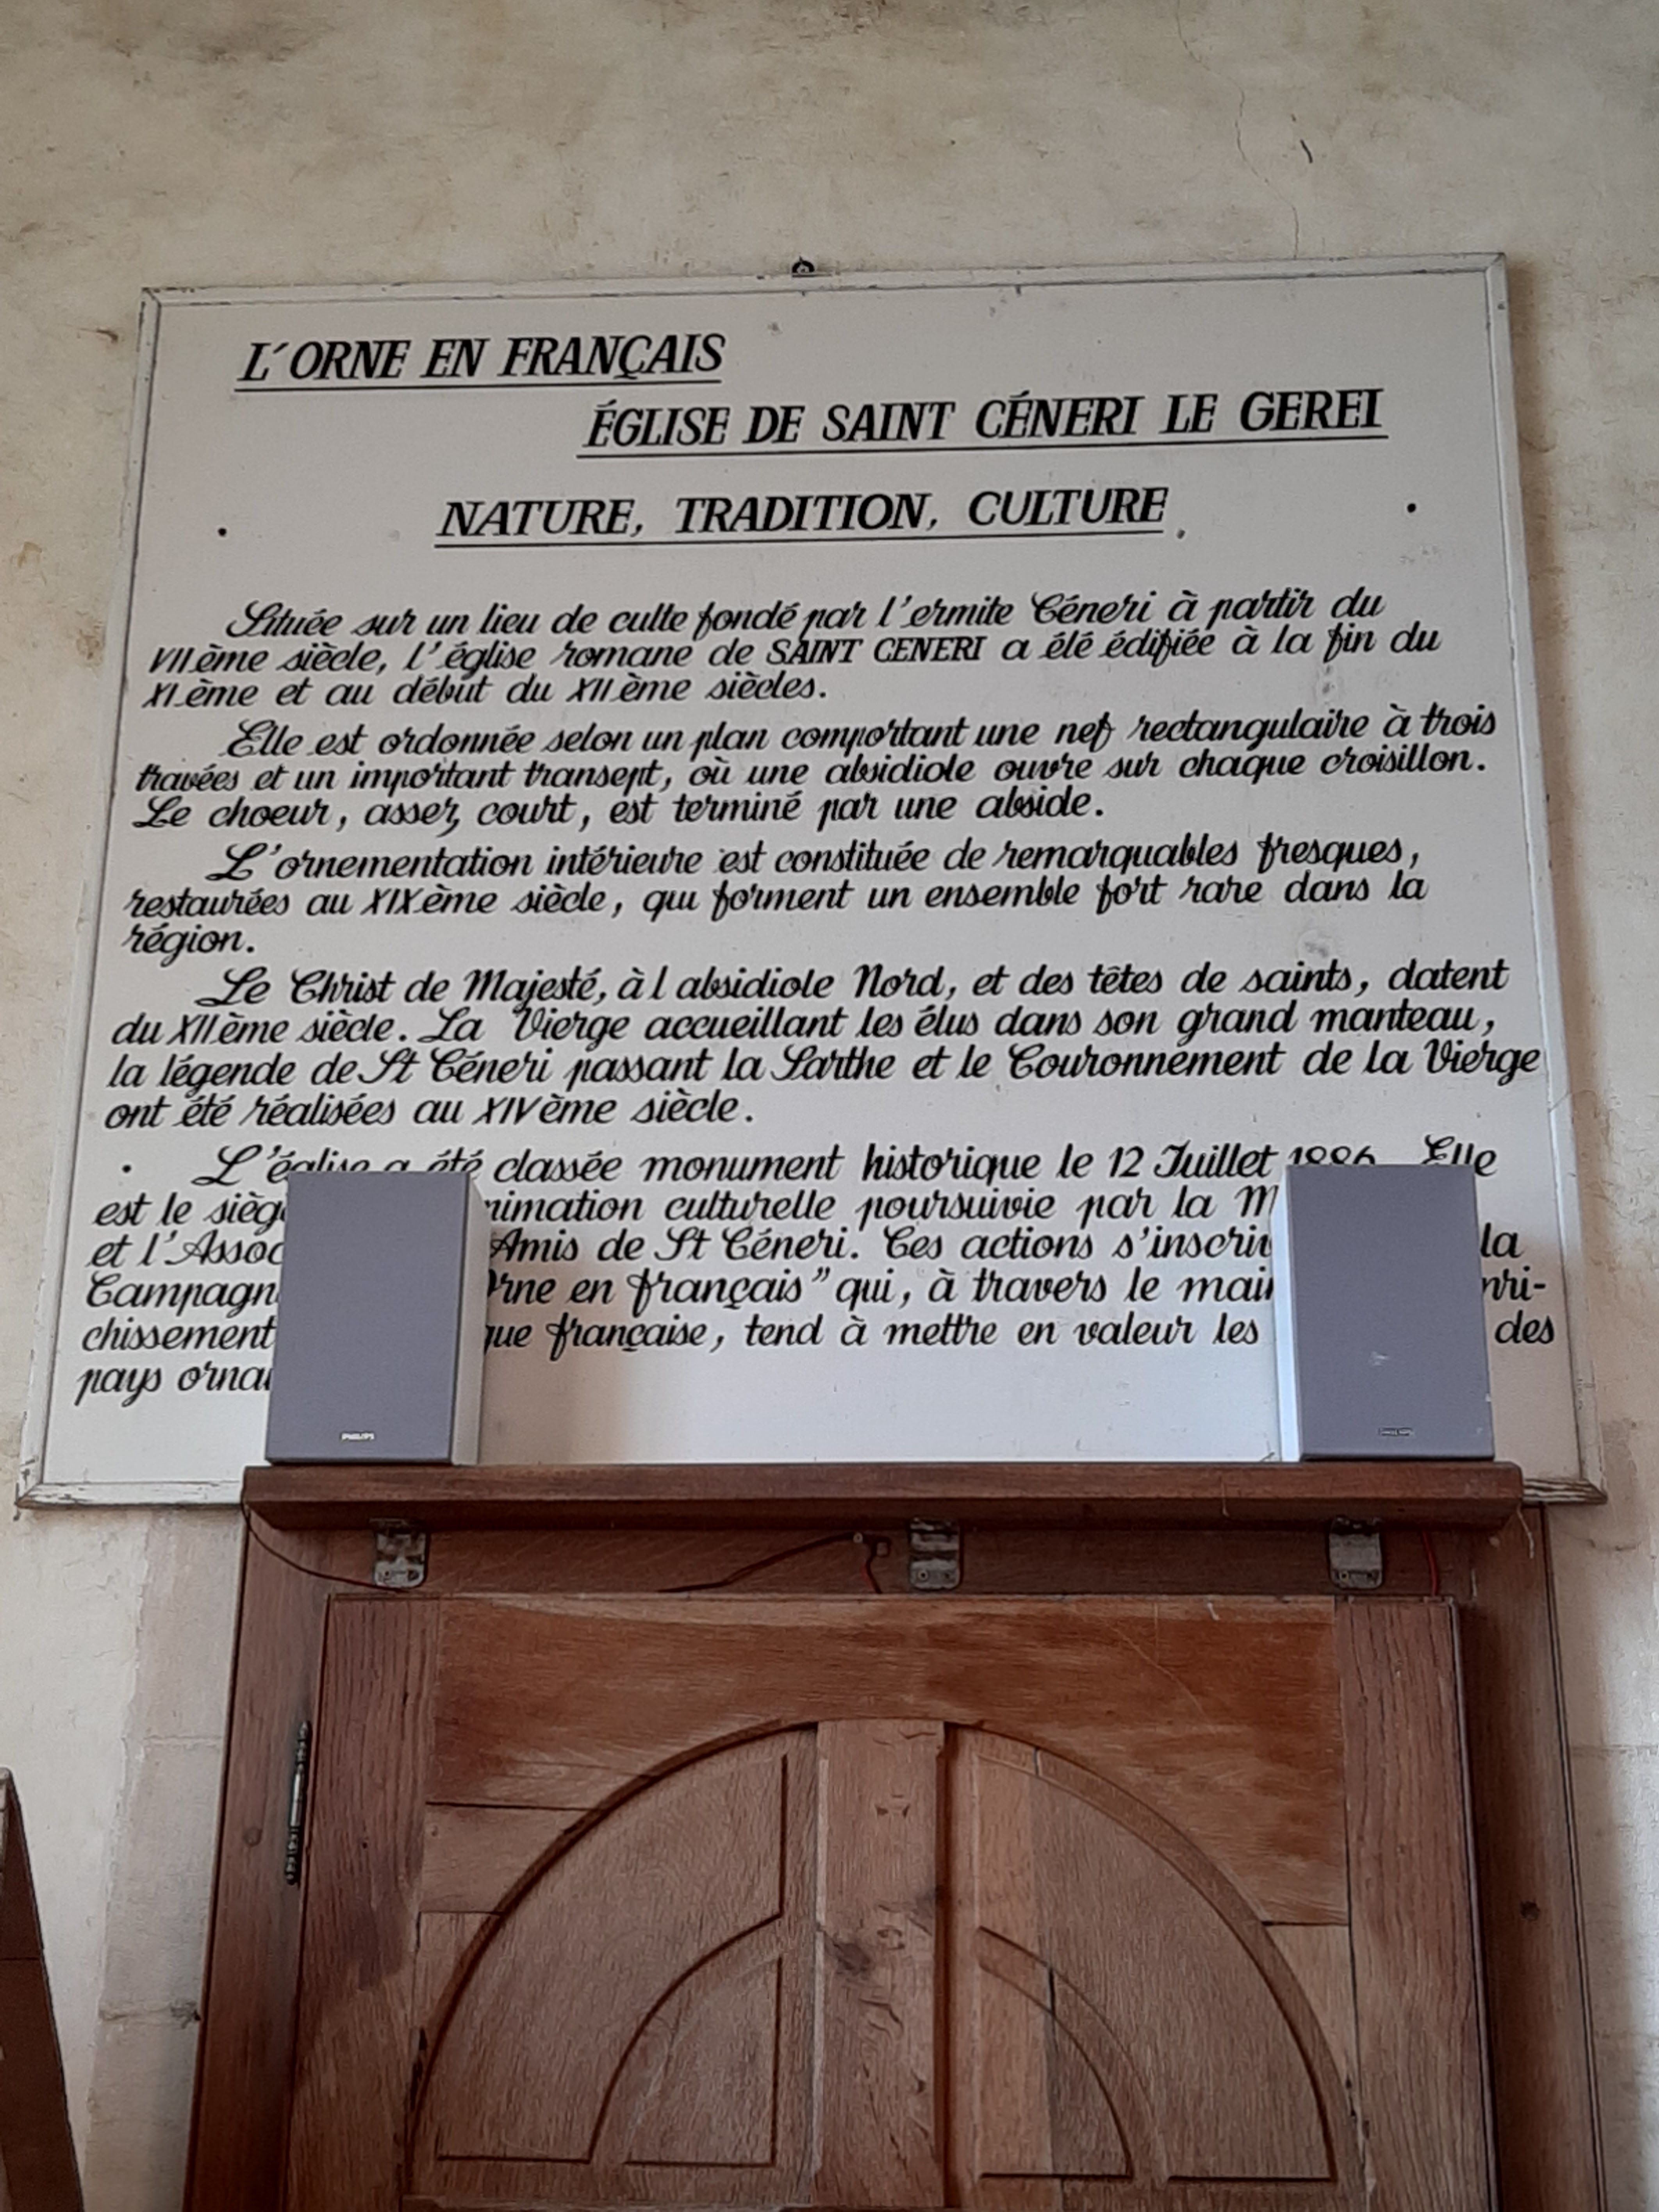 L'ORNE EN FRANÇAIS
ÉGLISE DE SAINT CÉNERI LE GEREI
NATURE, TRADITION, CULTURE
Située sur un lieu de culte fondé par l'ermite Céneri à partir du
VIIème siècle, l'église romane de SAINT CENERI a été édifiée à la fin du
XIème et au début du XIIème siècles.
Elle est ordonnée selon un plan comportant une nef rectangulaire à trois
travées et un important transept, où une absidiole ouvre sur chaque croisillon.
Le choeur, assez court, est terminé par une abside.
L'ornementation intérieure est constituée de remarquables fresques,
restaurées au XIXème siècle, qui forment un ensemble fort rare dans la
région.
Le Christ de Majesté, à l absidiole Nord, et des têtes de saints, datent
du XIIème siècle. La Vierge accueillant les élus dans son grand manteau,
la légende de St Céneri passant la Sarthe et le Couronnement de la Vierge
ont été réalisées au XIVème siècle.
L'église a été classée monument historique le 12 Juillet 1886. Elle
est le culturelle poursuivie par la
et Amis de St Céneri. Ces actions la
en français" qui, à travers le
chissement française, tend à mettre en valeur les des
pays
PHILIPS